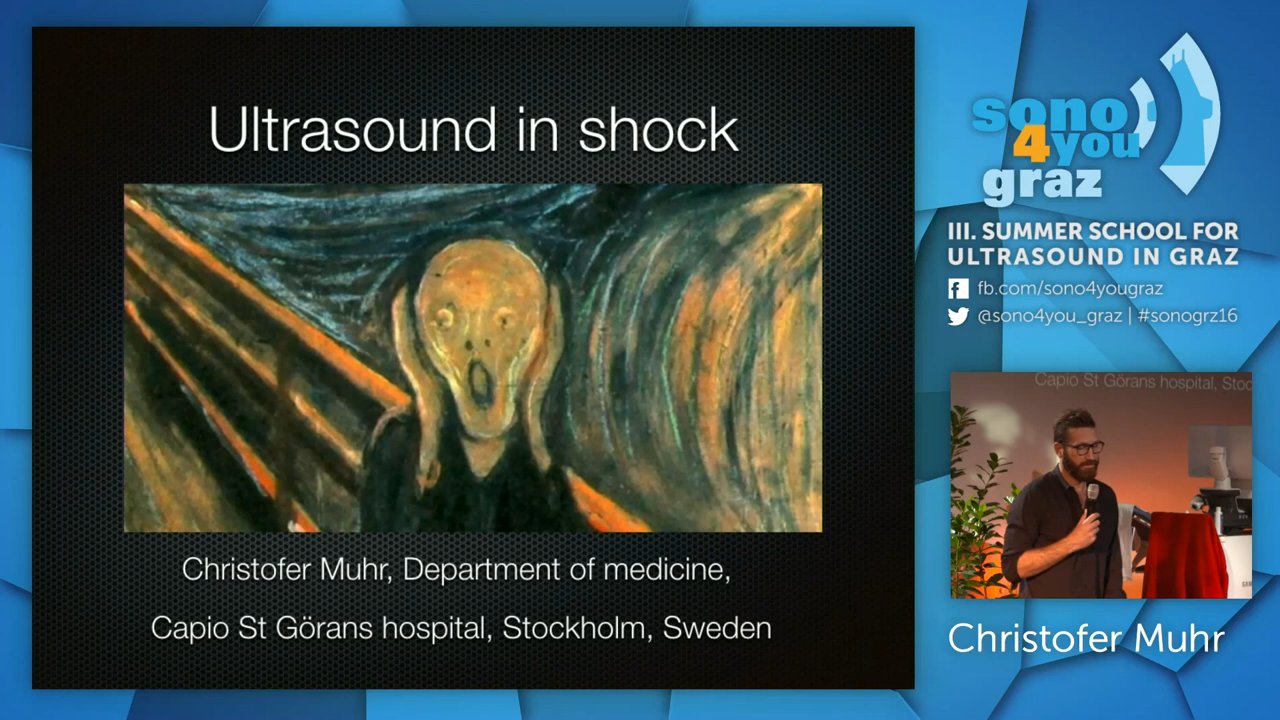 Ultrasound in shock
Christofer Muhr, Department of medicine,
Capio St Görans hospital, Stockholm, Sweden
sono
4you
graz
III. SUMMER SCHOOL FOR
ULTRASOUND IN GRAZ
fb.com/sono4yougraz
@sono4you_graz | #sonogrz16
Capio St Görans hospital, Stoc
Christofer Muhr